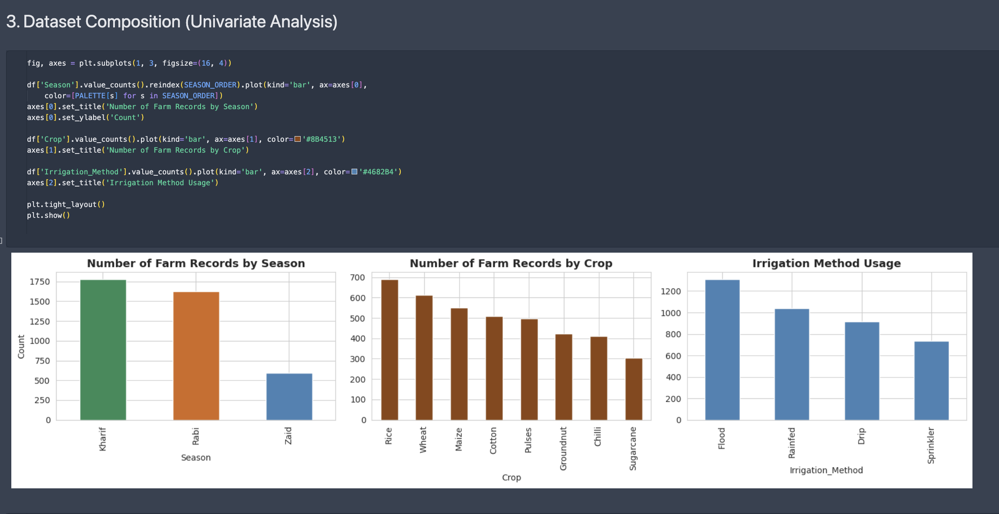 3. Dataset Composition (Univariate Analysis)
fig, axes = plt.subplots(1, 3, figsize=(16, 4))
df['Season'].value_counts().reindex(SEASON_ORDER).plot(kind='bar', ax=axes[0],
color=[PALETTE[s] for s in SEASON_ORDER])
axes[0].set_title('Number of Farm Records by Season')
axes[0].set_ylabel('Count')
df['Crop'].value_counts().plot(kind='bar', ax=axes[1], color='#8B4513')
axes[1].set_title('Number of Farm Records by Crop')
df['Irrigation_Method'].value_counts().plot(kind='bar', ax=axes[2], color='#4682B4')
axes[2].set_title('Irrigation Method Usage')
plt.tight_layout()
plt.show()
Number of Farm Records by Season
1750
1500
1250
1000
750
500
250
0
Count
Kharif
Rabi
Zaid
Season
Number of Farm Records by Crop
700
600
500
400
300
200
100
0
Rice
Wheat
Maize
Cotton
Pulses
Groundnut
Chilli
Sugarcane
Crop
Irrigation Method Usage
1200
1000
800
600
400
200
0
Flood
Rainfed
Drip
Sprinkler
Irrigation_Method